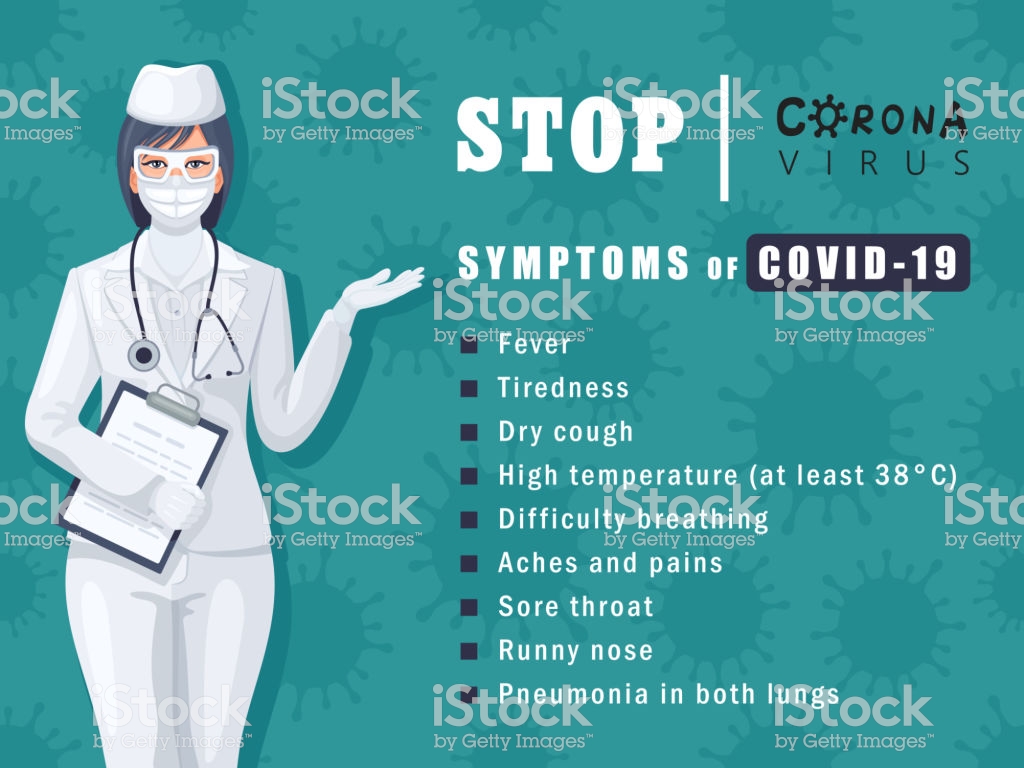 STOP
CORONA
VIRUS
SYMPTOMS OF COVID-19
Fever
Tiredness
Dry cough
High temperature (at least 38°C)
Difficulty breathing
Aches and pains
Sore throat
Runny nose
Pneumonia in both lungs
iStock
by Getty Images™